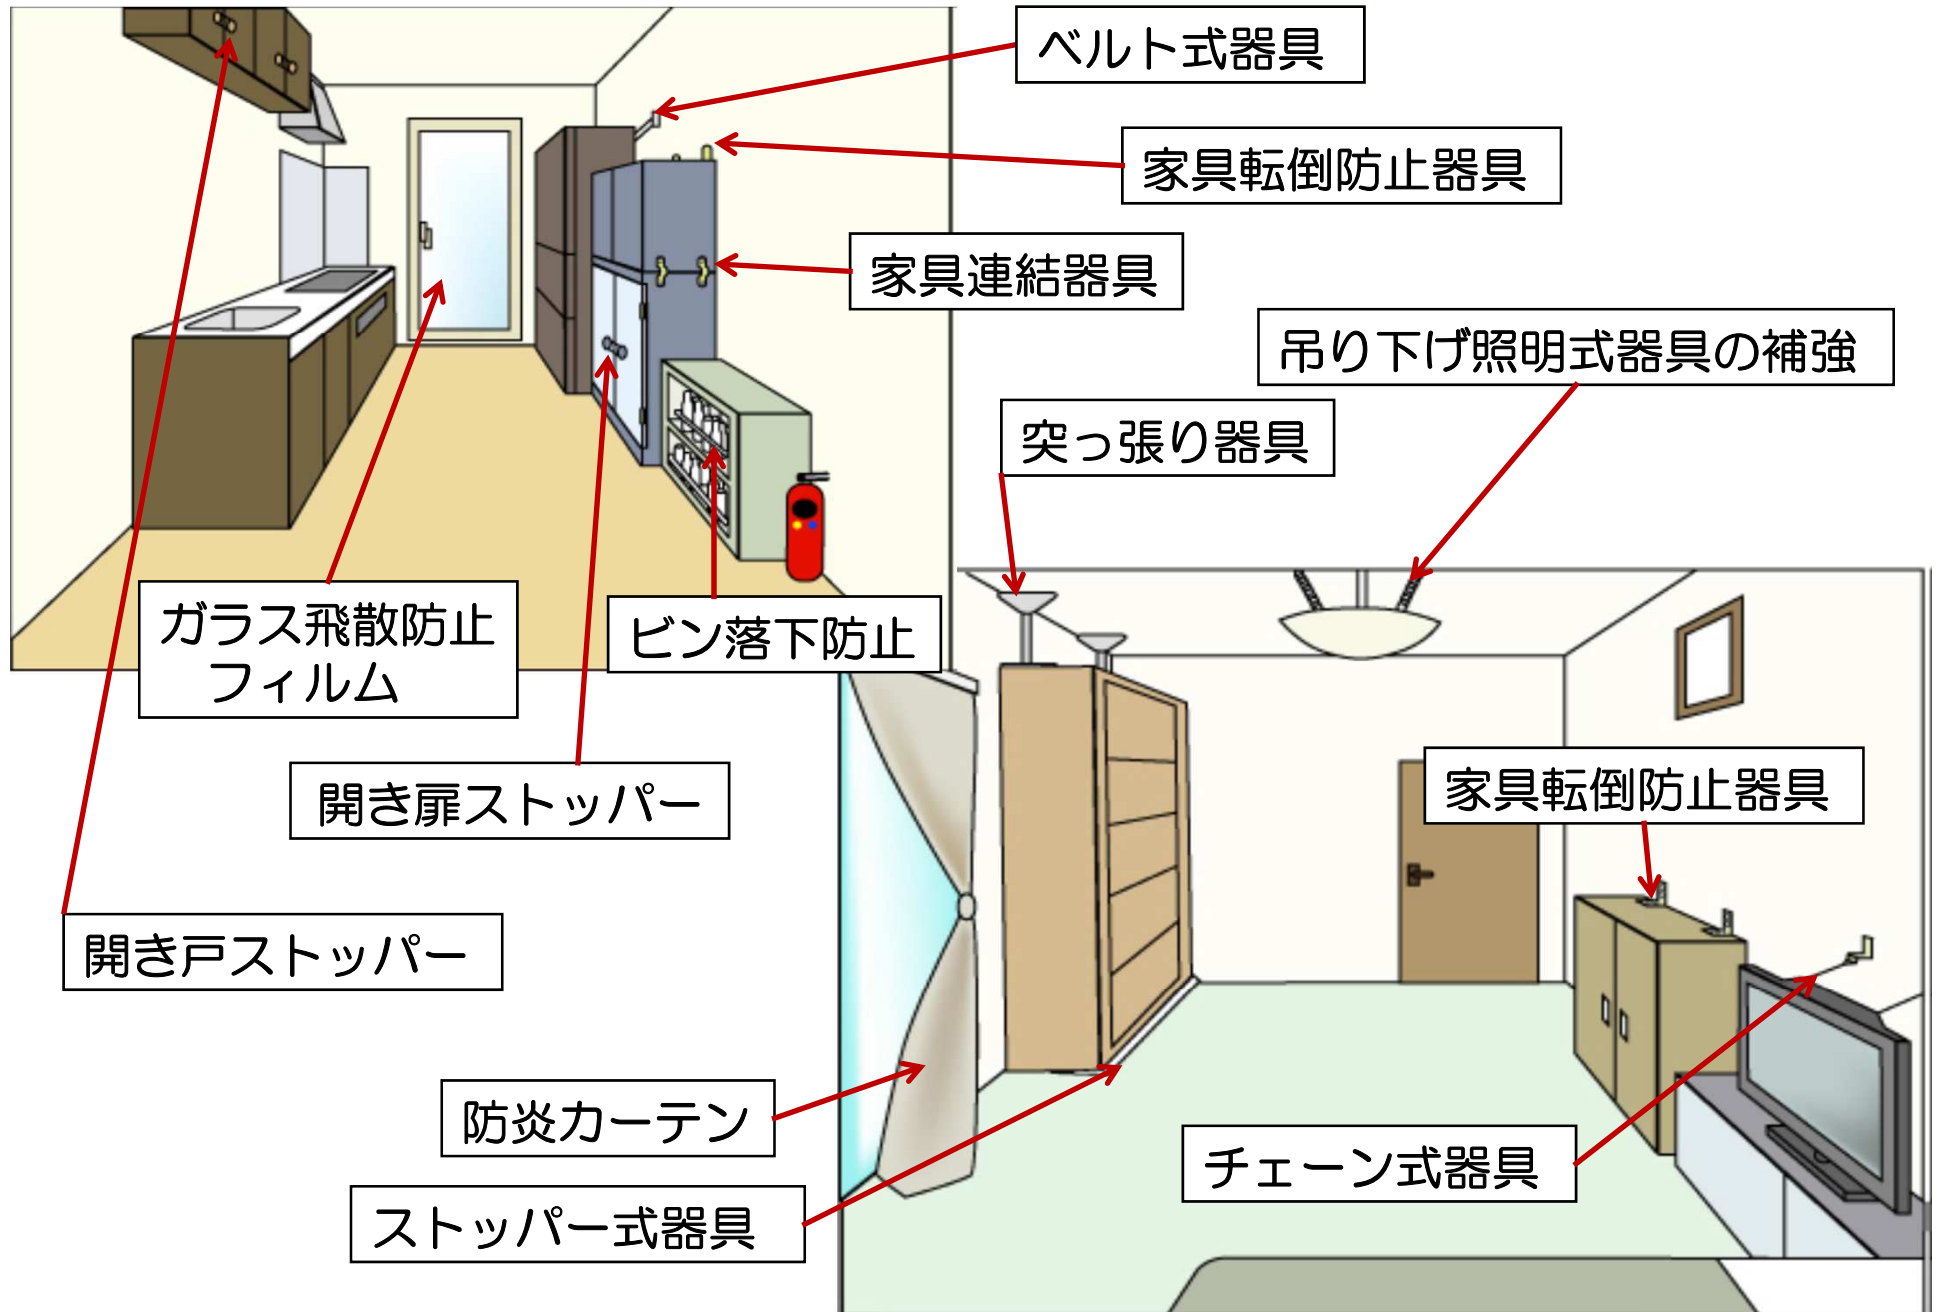 ベルト式器具
家具転倒防止器具
家具連結器具
吊り下げ照明式器具の補強
突っ張り器具
ガラス飛散防止
フィルム
ビン落下防止
開き扉ストッパー
家具転倒防止器具
開き戸ストッパー
防炎カーテン
チェーン式器具
ストッパー式器具